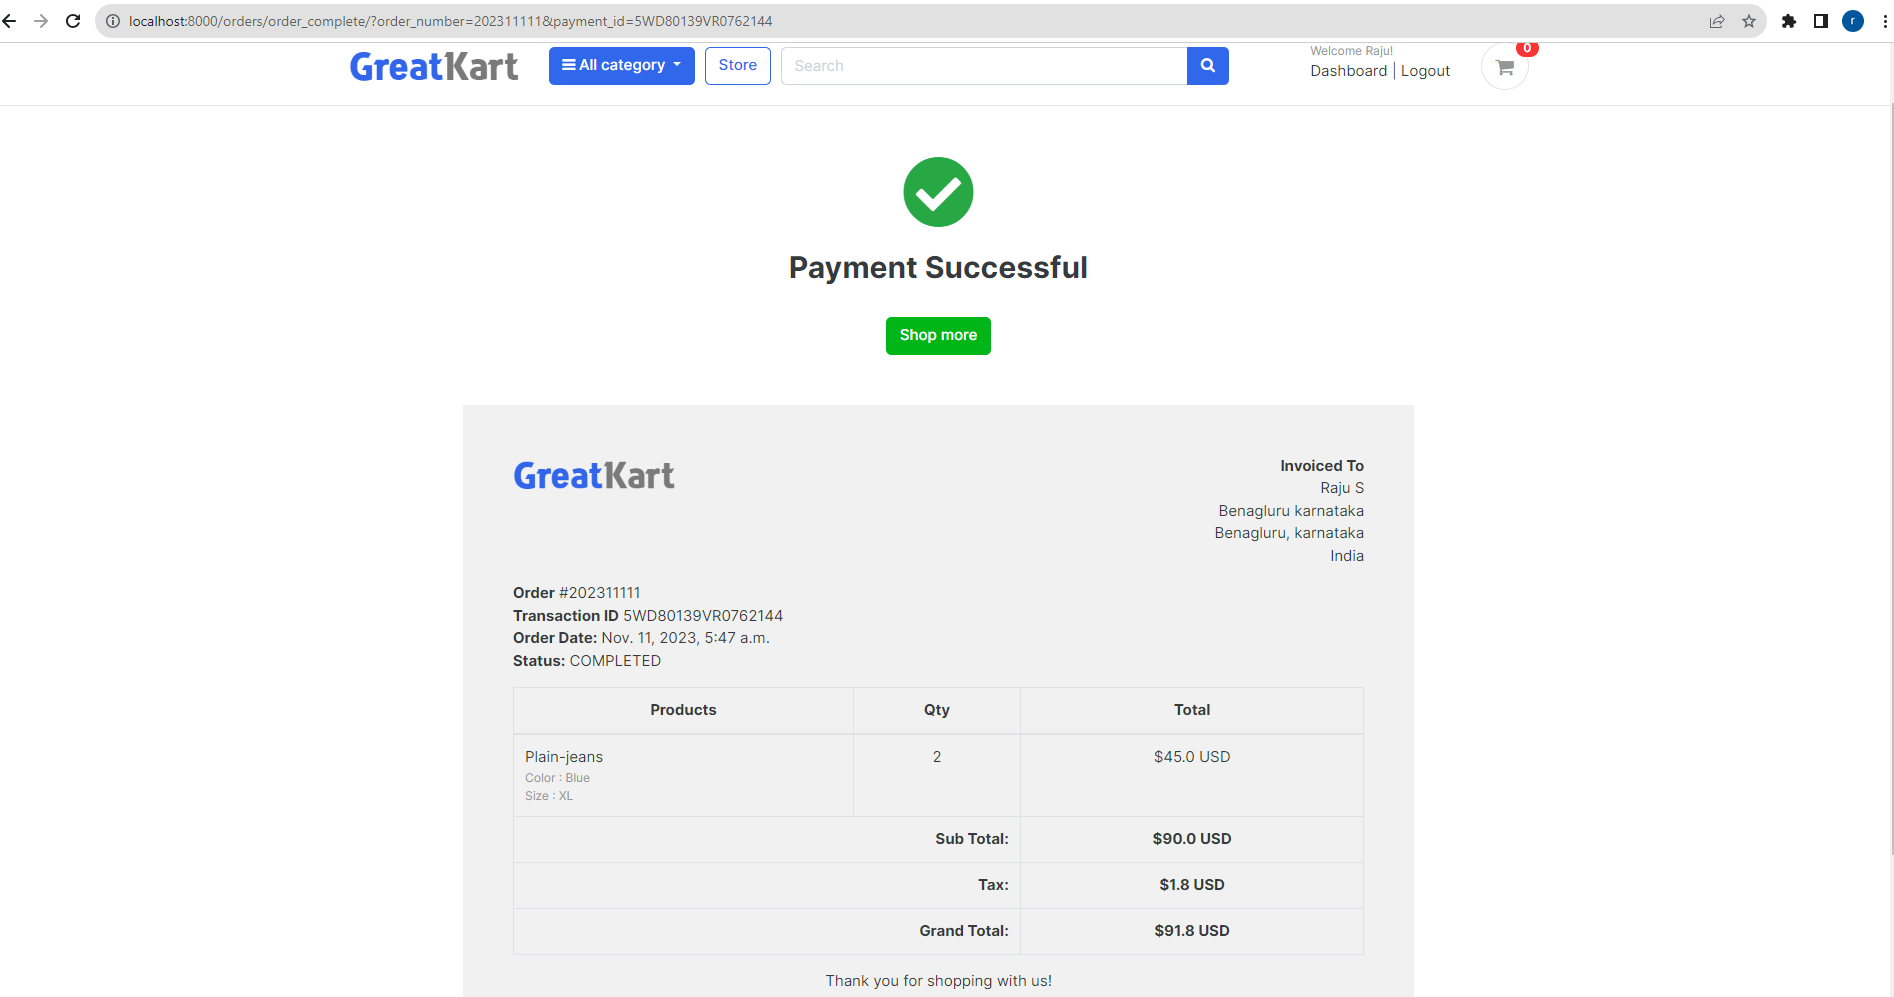 localhost:8000/orders/order_complete/?order_number=202311111&payment_id=5WD80139VR0762144
r
GreatKart
All category
Store
Search
Welcome Raju!
Dashboard | Logout
0
Payment Successful
Shop more
GreatKart
Invoiced To
Raju S
Benagluru karnataka
Benagluru, karnataka
India
Order #202311111
Transaction ID 5WD80139VR0762144
Order Date: Nov. 11, 2023, 5:47 a.m.
Status: COMPLETED
Products Qty Total
Plain-jeans 2 $45.0 USD
Color : Blue
Size : XL
Sub Total: $90.0 USD
Tax: $1.8 USD
Grand Total: $91.8 USD
Thank you for shopping with us!